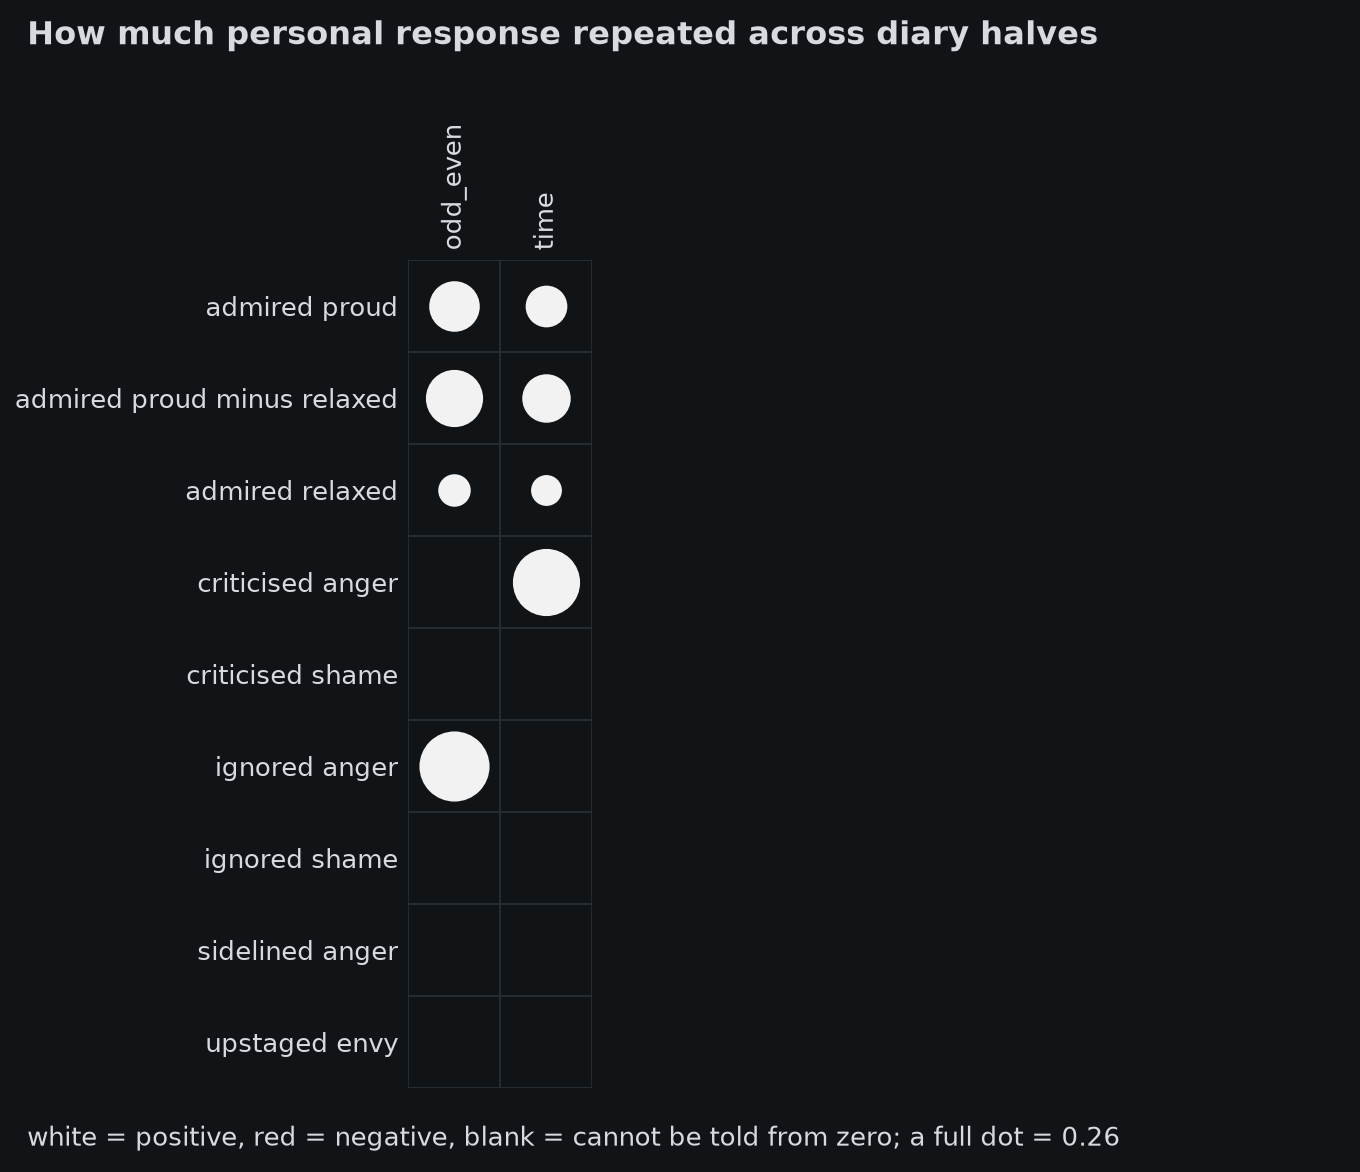 How much personal response repeated across diary halves
odd_even
time
admired proud
admired proud minus relaxed
admired relaxed
criticised anger
criticised shame
ignored anger
ignored shame
sidelined anger
upstaged envy
white = positive, red = negative, blank = cannot be told from zero; a full dot = 0.26